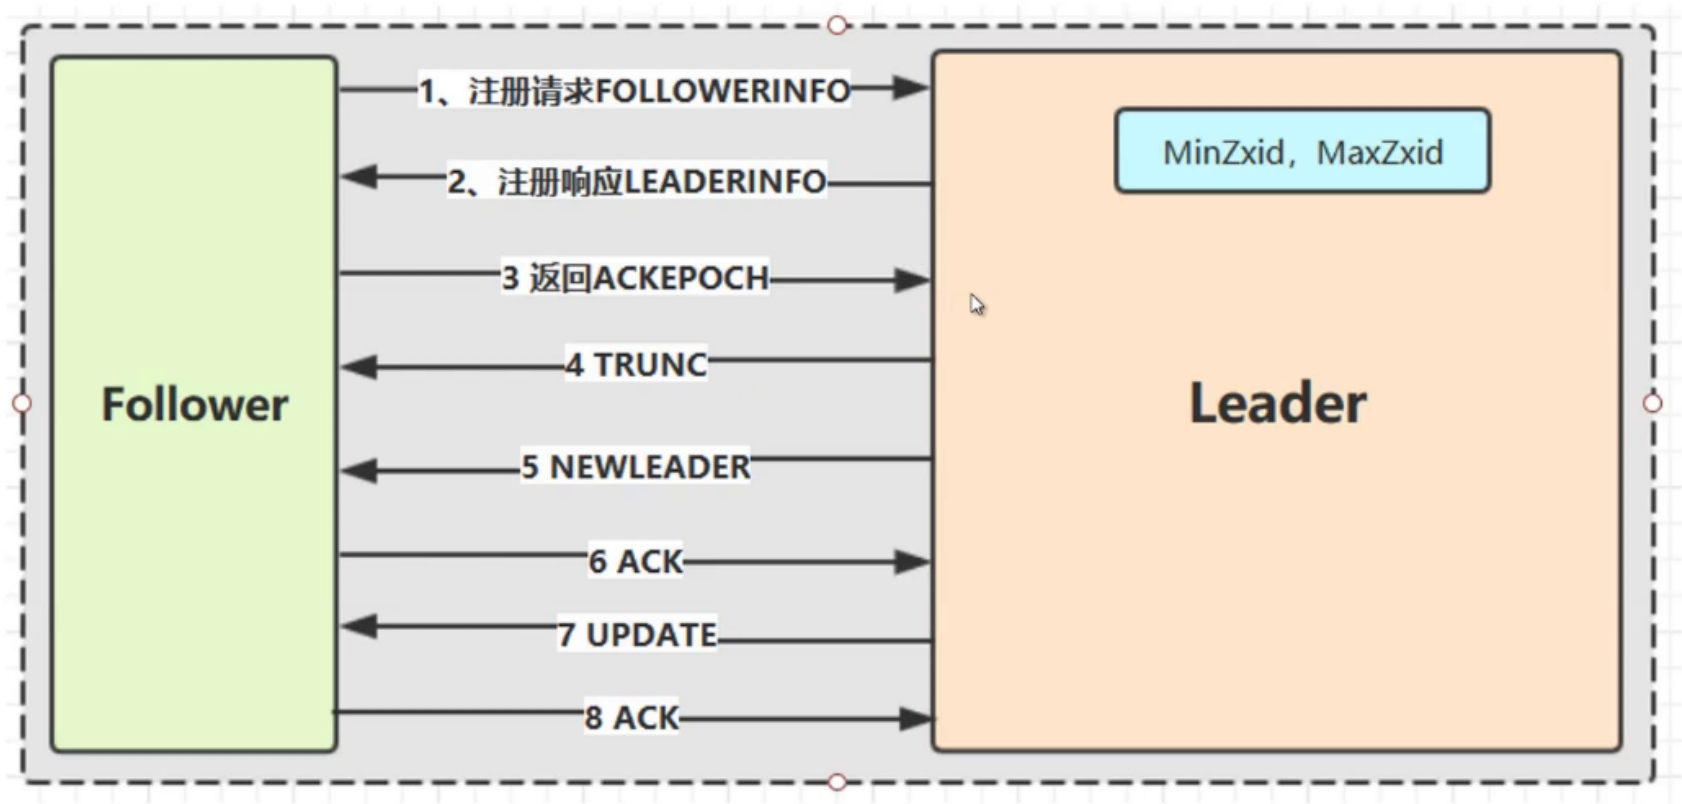 1、注册请求FOLLOWERINFO
MinZxid，MaxZxid
2、注册响应LEADERINFO
3 返回ACKEPOCH
4 TRUNC
Follower
Leader
5 NEWLEADER
6 ACK
7 UPDATE
8 ACK